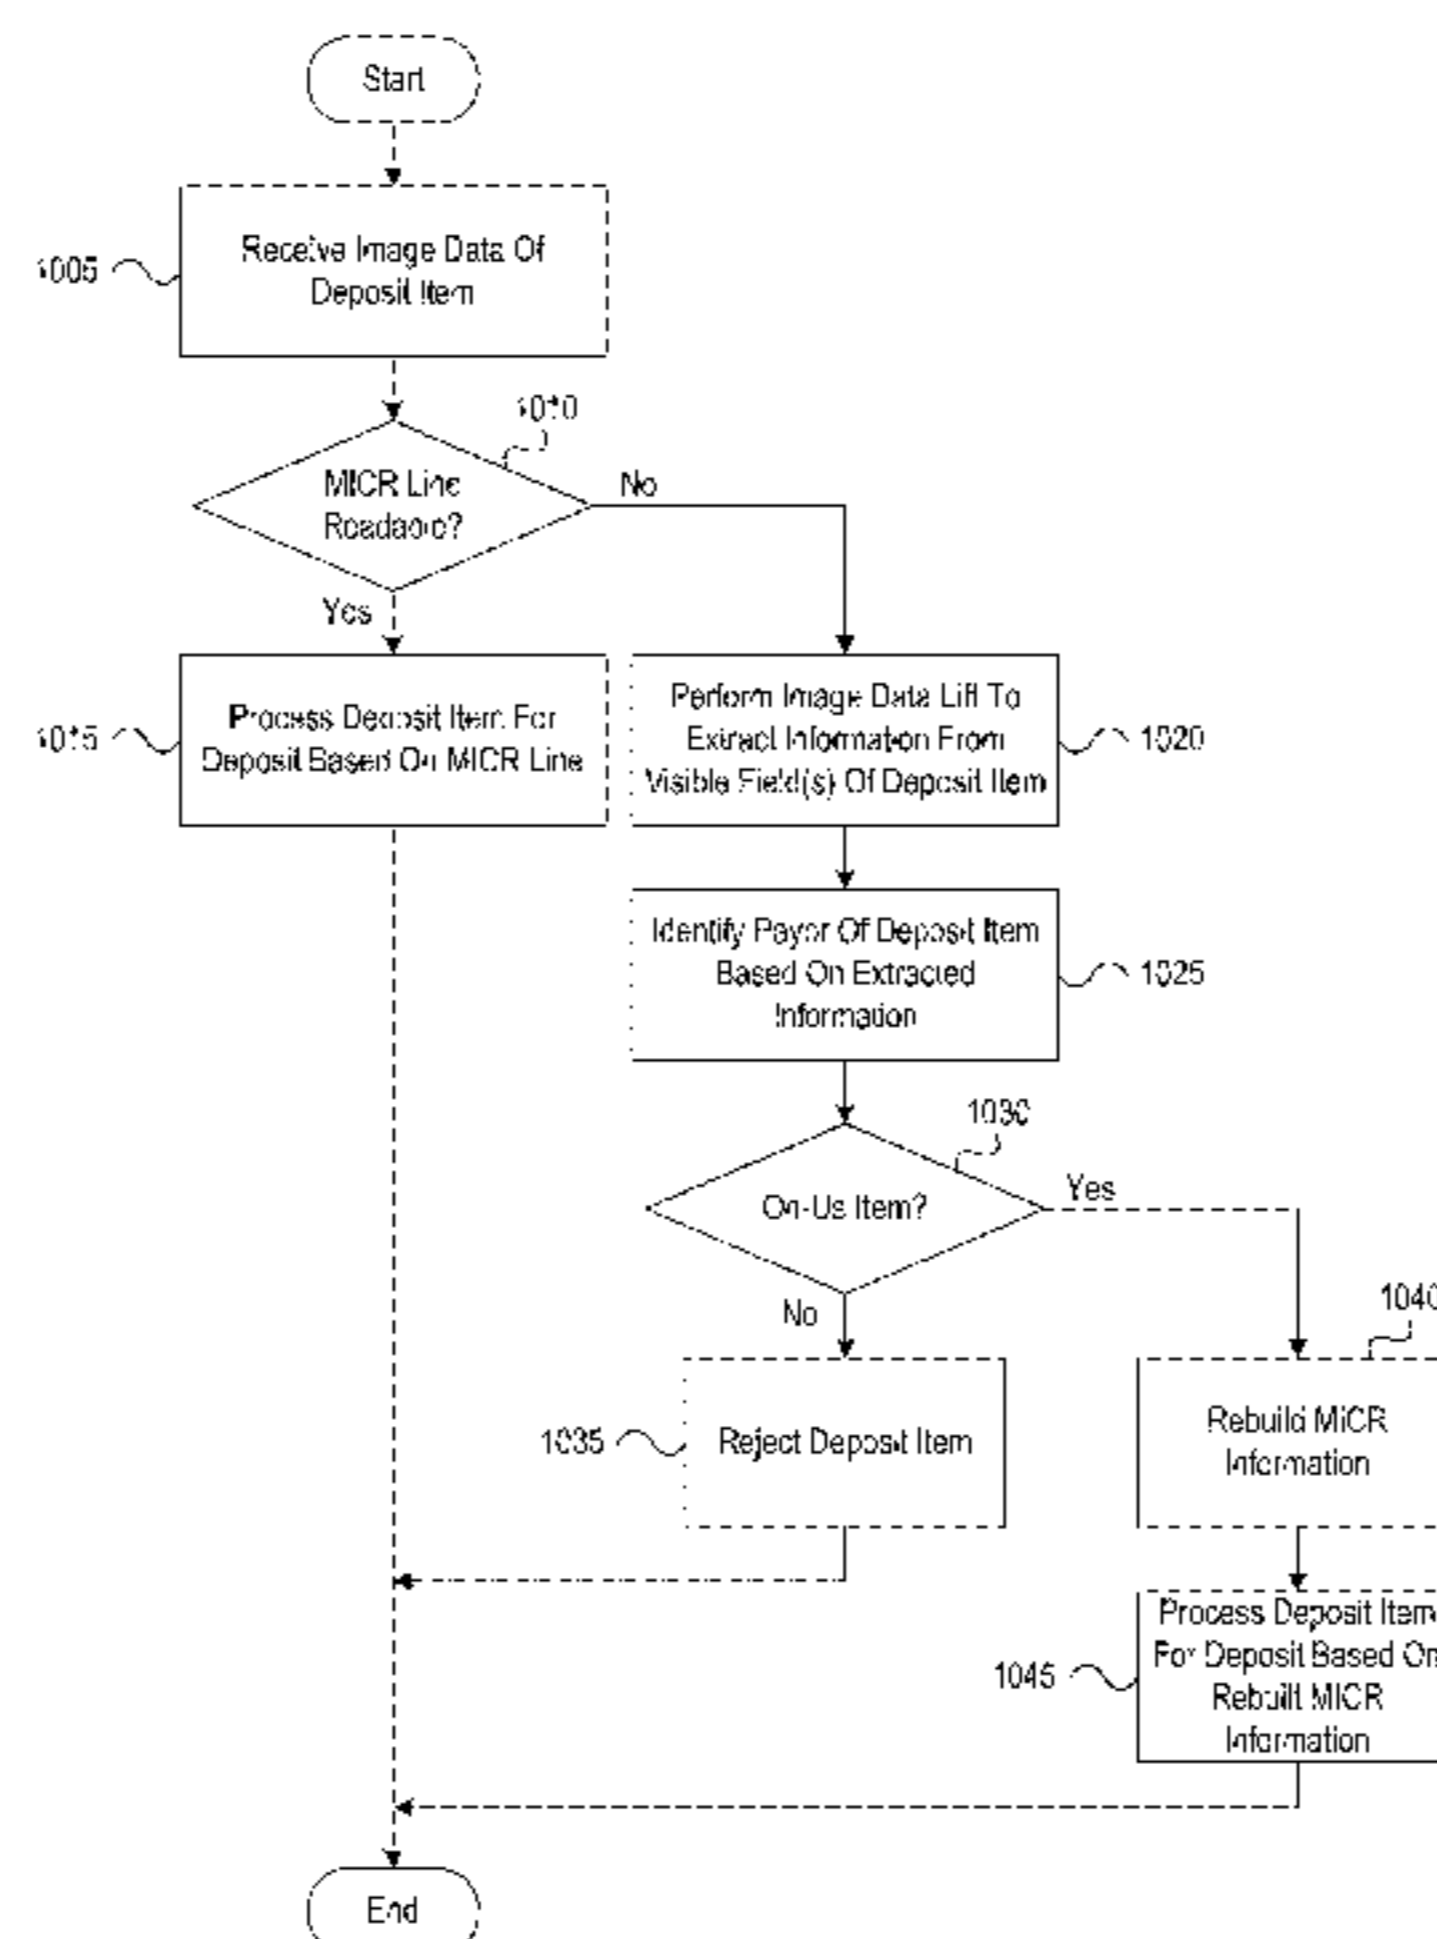 Start
Receive Image Data Of
Deposit Item
1005
1010
MICR Line
Readable?
No
Yes
Process Deposit Item For
Deposit Based On MICR Line
1015
Perform Image Data Lift To
Extract Information From
Visible Field(s) Of Deposit Item
1020
Identify Payor Of Deposit Item
Based On Extracted
Information
1025
1030
On-Us Item?
Yes
No
1040
Reject Deposit Item
1035
Rebuild MICR
Information
Process Deposit Item
For Deposit Based On
Rebuilt MICR
Information
1045
End